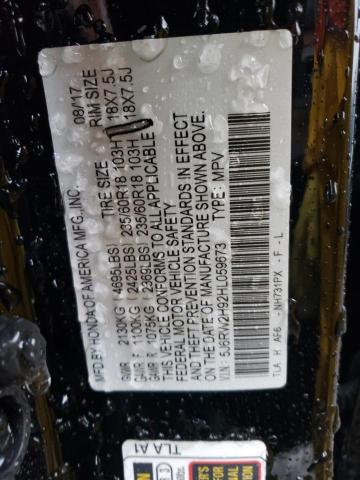 MFD.BY HONDA OF AMERICA MFG.,INC. 08/17
TIRE SIZE RIM SIZE
GVWR 2130KG (4695LBS)
GAWR F 1100KG (2425LBS) 235/60R18 103H 18X7.5J
GAWR R 1075KG (2369LBS) 235/60R18 103H 18X7.5J
THIS VEHICLE CONFORMS TO ALL APPLICABLE
FEDERAL MOTOR VEHICLE SAFETY
AND THEFT PREVENTION STANDARDS IN EFFECT
ON THE DATE OF MANUFACTURE SHOWN ABOVE.
V I N : 5J6RW2H92HL059673 TYPE: MPV
TLA H AF6 - NH731PX - F - L
TLA A1